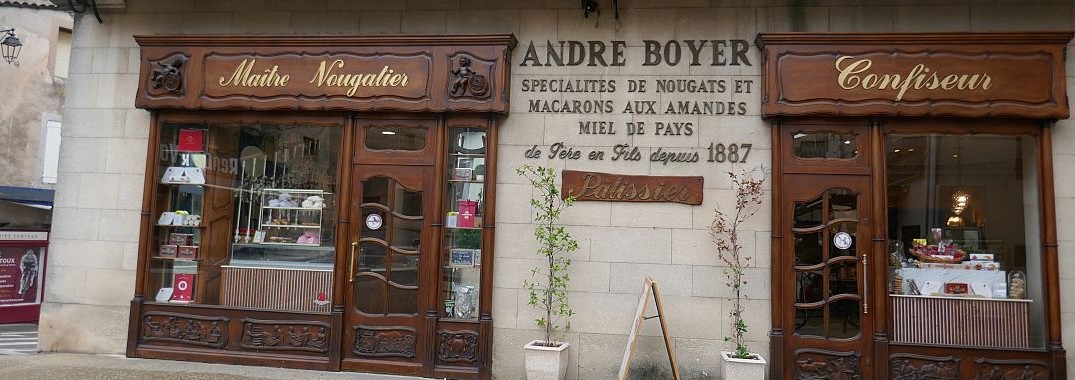 Maître Nougatier
ANDRE BOYER
SPECIALITES DE NOUGATS ET
MACARONS AUX AMANDES
MIEL DE PAYS
de Père en Fils depuis 1887
Patissier
Confiseur